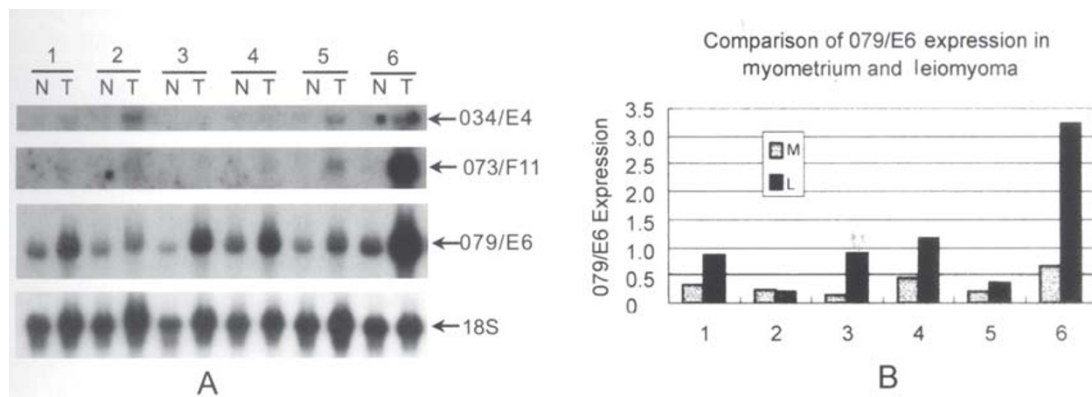 1 2 3 4 5 6
N T N T N T N T N T N T
034/E4
073/F11
079/E6
18S
A
Comparison of 079/E6 expression in
myometrium and leiomyoma
079/E6 Expression
3.5
3.0
2.5
2.0
1.5
1.0
0.5
0
M
L
1 2 3 4 5 6
B